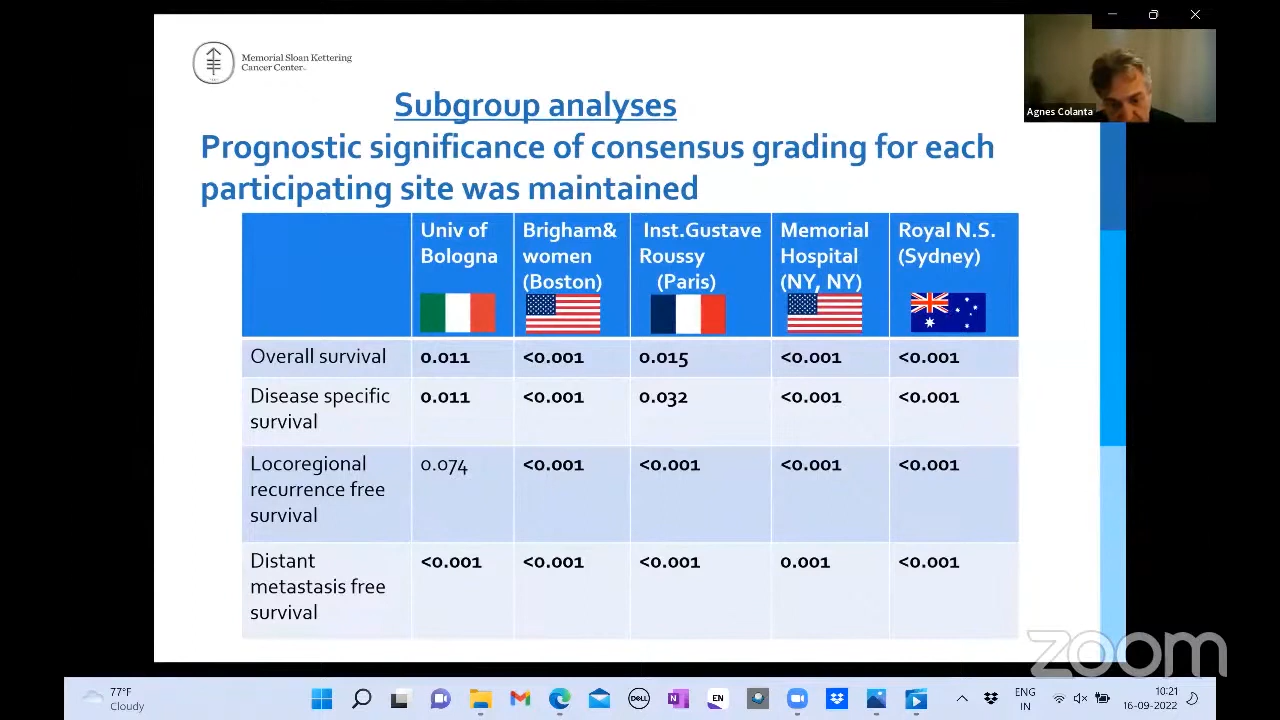 Memorial Sloan Kettering
Cancer Center
Agnes Colanta
Subgroup analyses
Prognostic significance of consensus grading for each
participating site was maintained
Univ of Bologna
Brigham& women (Boston)
Inst.Gustave Roussy (Paris)
Memorial Hospital (NY, NY)
Royal N.S. (Sydney)
Overall survival 0.011 <0.001 0.015 <0.001 <0.001
Disease specific survival 0.011 <0.001 0.032 <0.001 <0.001
Locoregional recurrence free survival 0.074 <0.001 <0.001 <0.001 <0.001
Distant metastasis free survival <0.001 <0.001 <0.001 0.001 <0.001
zoom
77°F
Cloudy
DELL
EN
ENG
IN
10:21
16-09-2022